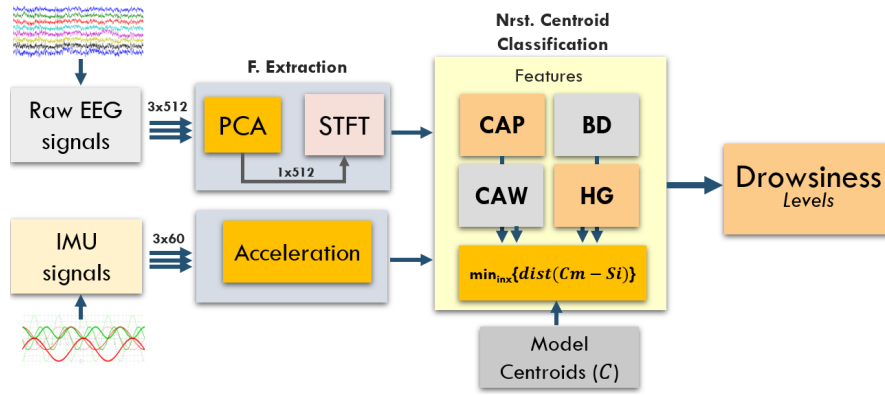 Nrst. Centroid
Classification
F. Extraction
Features
3x512
Raw EEG
signals
PCA
STFT
1x512
CAP
BD
CAW
HG
Drowsiness
Levels
3x60
IMU
signals
Acceleration
min_inx{dist(Cm − Si)}
Model
Centroids (C)